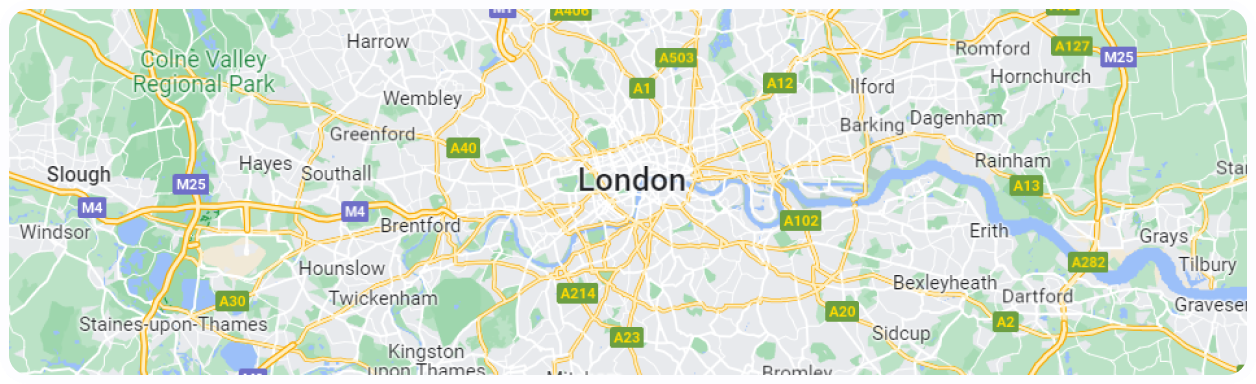 M1
A406
A12
Harrow
Romford
A127
M25
Colne Valley
Regional Park
A503
Hornchurch
Wembley
A1
A12
Ilford
Greenford
A40
Barking
Dagenham
Hayes
Southall
Rainham
Slough
M25
London
A13
M4
M4
Windsor
Brentford
A102
Erith
Grays
Hounslow
A282
Tilbury
A30
Twickenham
A214
Bexleyheath
Dartford
Staines-upon-Thames
A20
A2
Kingston
upon Thames
A23
Sidcup
Bromley